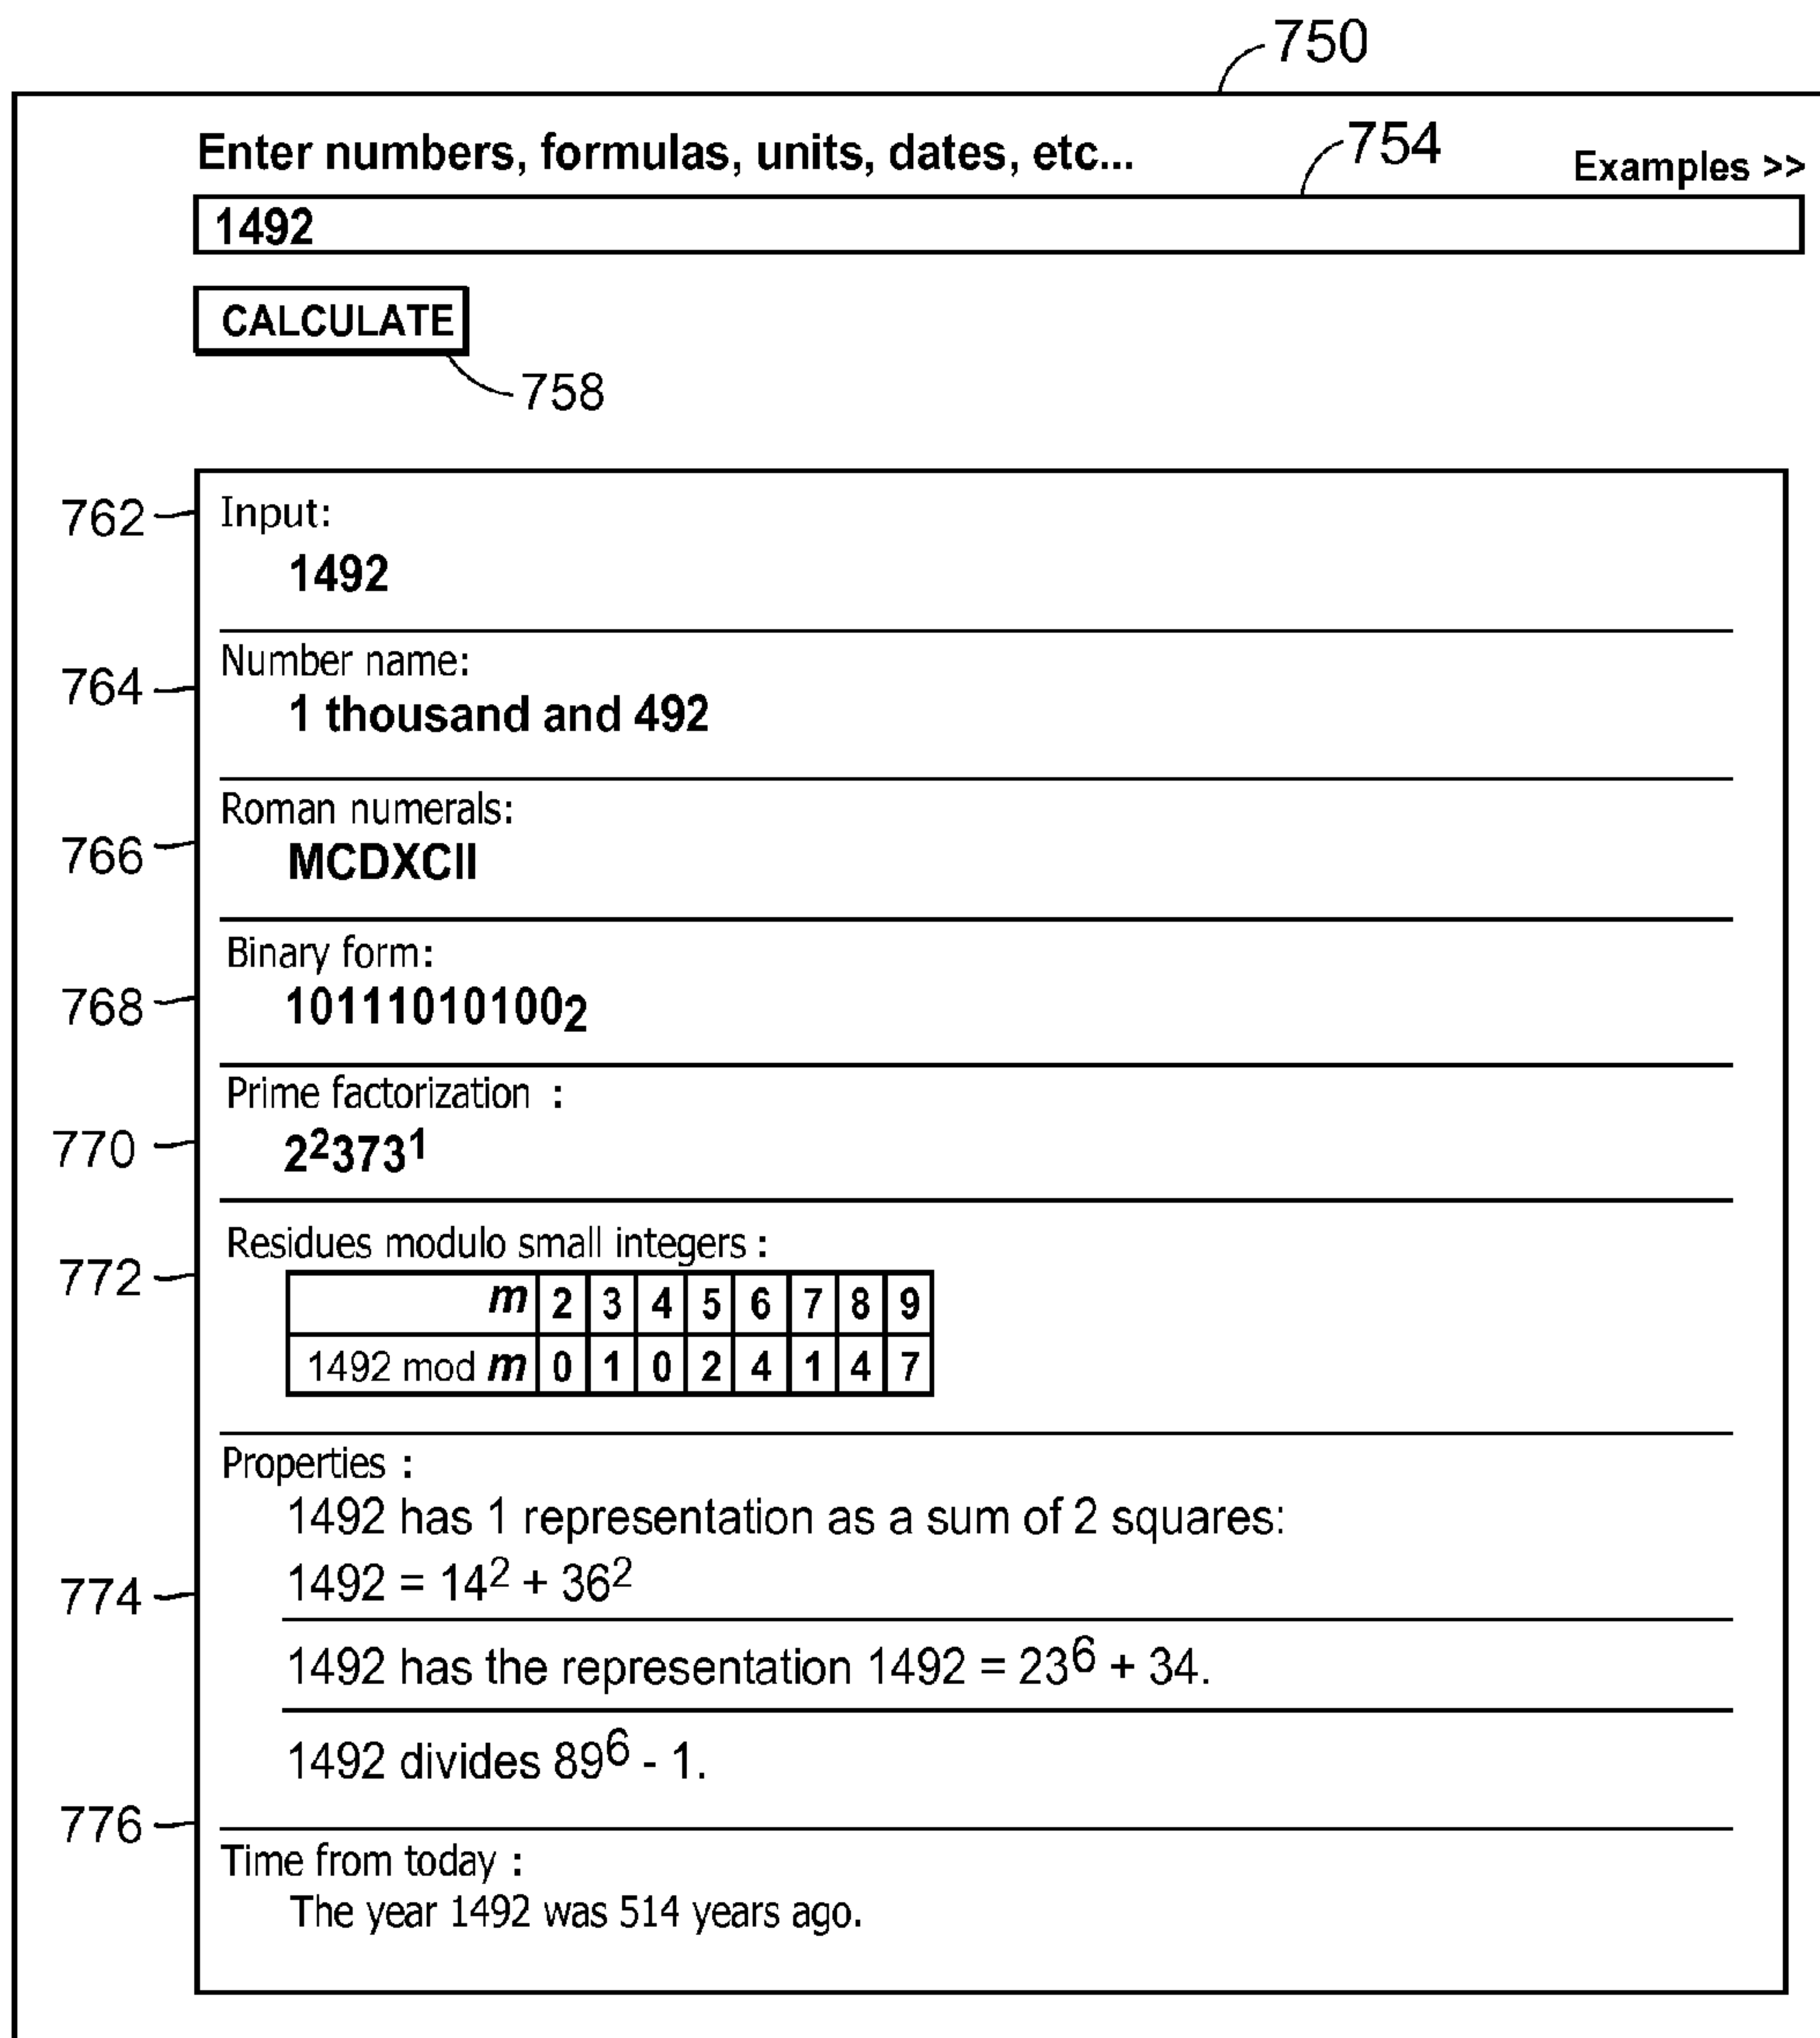 750
Enter numbers, formulas, units, dates, etc...
754
Examples >>
1492
CALCULATE
758
762
Input:
1492
764
Number name:
1 thousand and 492
766
Roman numerals:
MCDXCII
768
Binary form:
10111010100₂
770
Prime factorization :
2²373¹
772
Residues modulo small integers :
m 2 3 4 5 6 7 8 9
1492 mod m 0 1 0 2 4 1 4 7
Properties :
1492 has 1 representation as a sum of 2 squares:
774
1492 = 14² + 36²
1492 has the representation 1492 = 23⁶ + 34.
1492 divides 89⁶ - 1.
776
Time from today :
The year 1492 was 514 years ago.